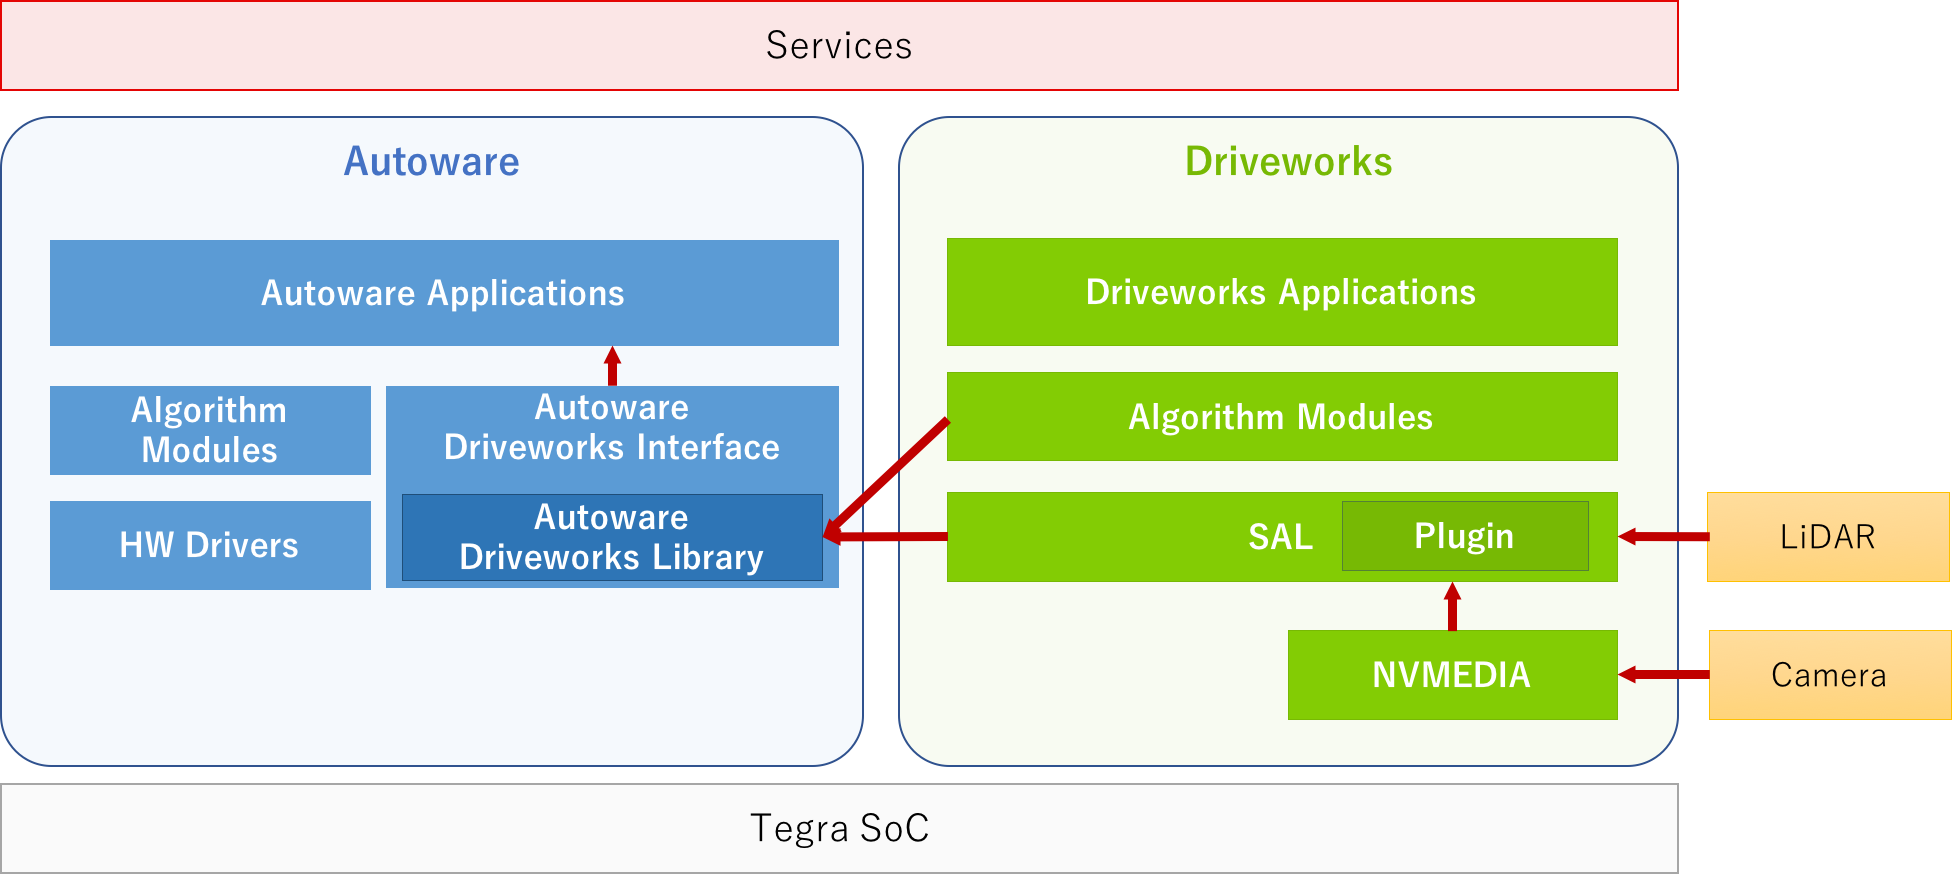 Services
Autoware
Autoware Applications
Algorithm
Modules
HW Drivers
Autoware
Driveworks Interface
Autoware
Driveworks Library
Driveworks
Driveworks Applications
Algorithm Modules
SAL
Plugin
NVMEDIA
LiDAR
Camera
Tegra SoC